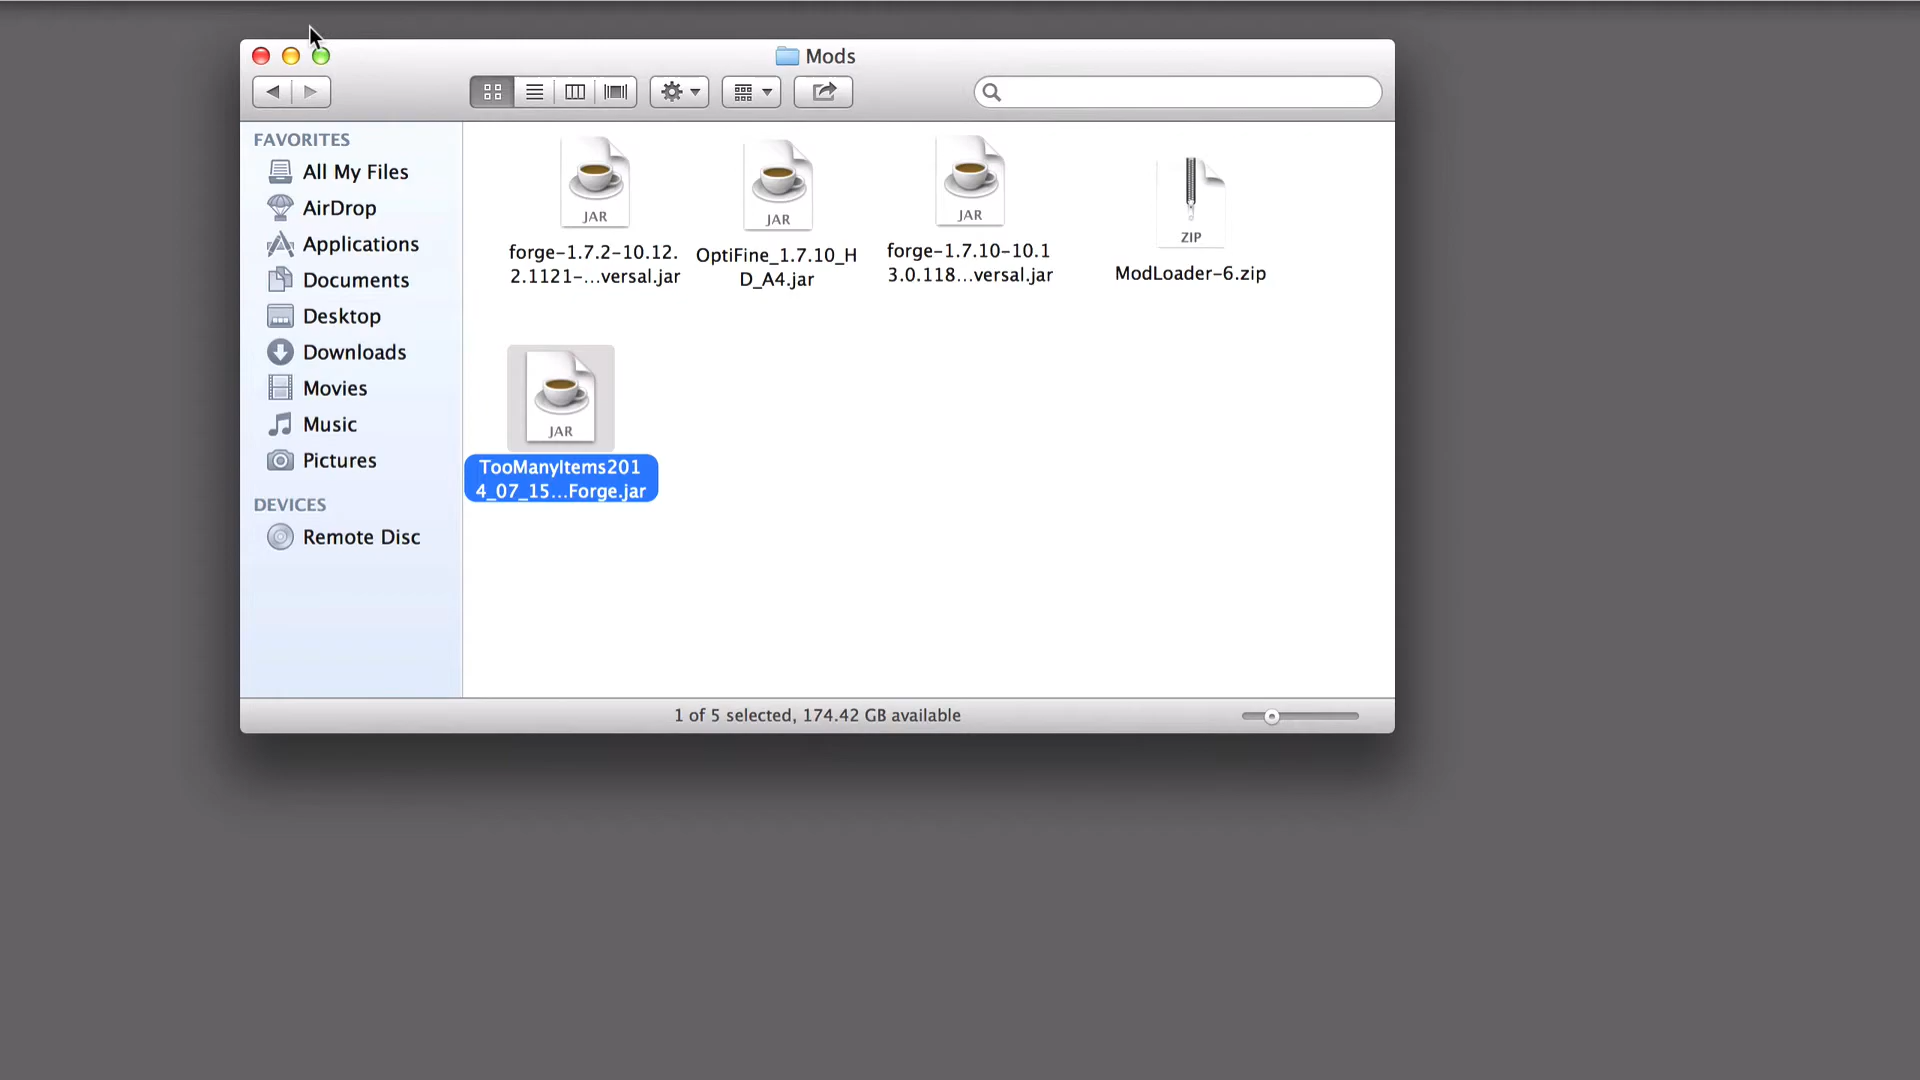 Mods
FAVORITES
All My Files
AirDrop
Applications
Documents
Desktop
Downloads
Movies
Music
Pictures
DEVICES
Remote Disc
JAR
forge-1.7.2-10.12.
2.1121-...versal.jar
JAR
OptiFine_1.7.10_H
D_A4.jar
JAR
forge-1.7.10-10.1
3.0.118...versal.jar
ZIP
ModLoader-6.zip
JAR
TooManyItems201
4_07_15...Forge.jar
1 of 5 selected, 174.42 GB available